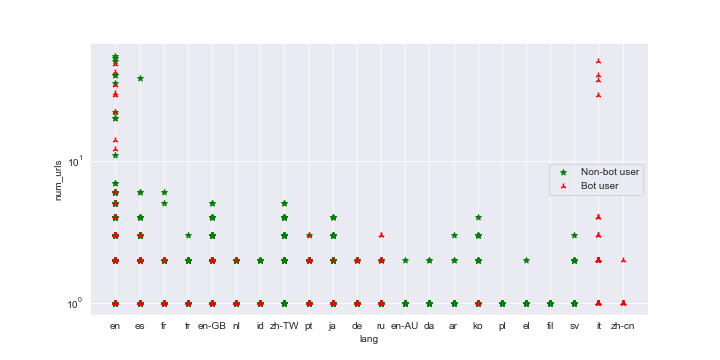 num_urls
10^1
10^0
Non-bot user
Bot user
en es fr tr en-GB nl id zh-TW pt ja de ru en-AU da ar ko pl el fil sv it zh-cn
lang